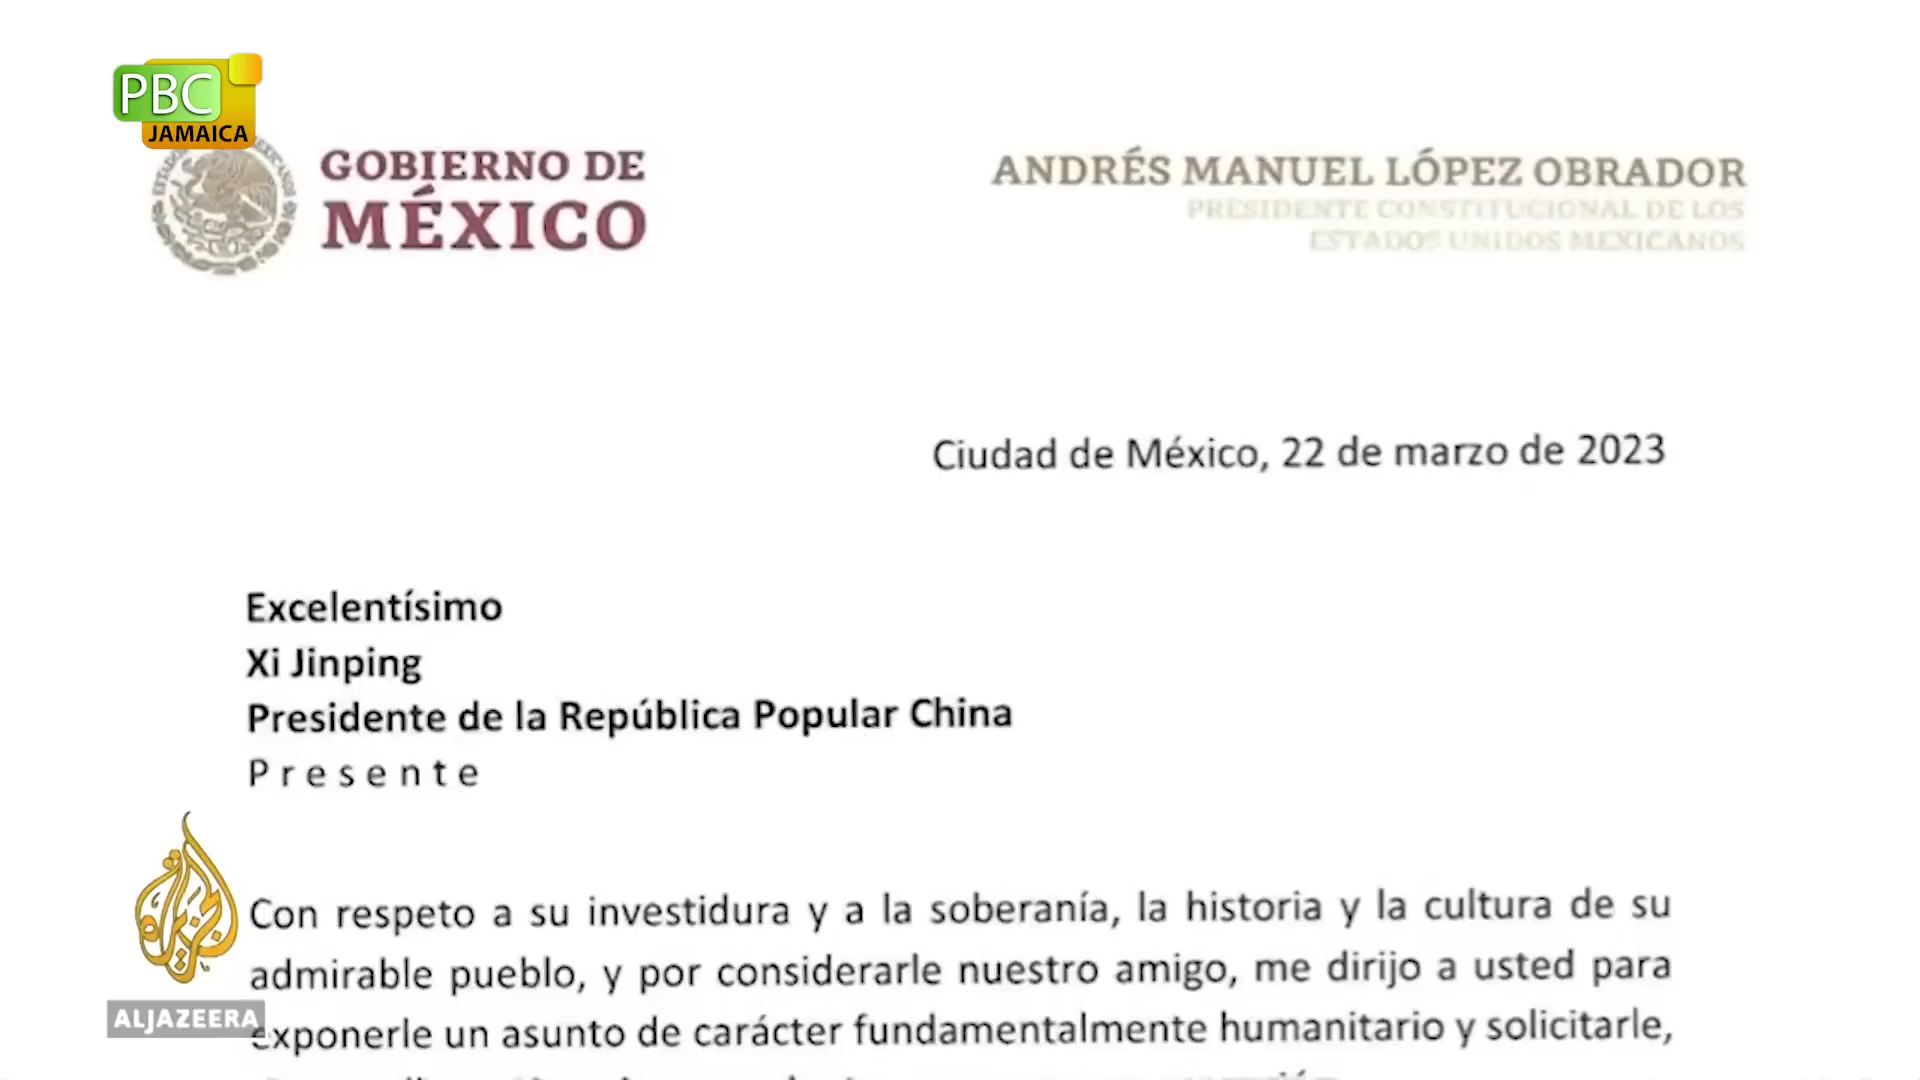 PBC
JAMAICA
GOBIERNO DE
MÉXICO
ANDRÉS MANUEL LÓPEZ OBRADOR
PRESIDENTE CONSTITUCIONAL DE LOS
ESTADOS UNIDOS MEXICANOS
Ciudad de México, 22 de marzo de 2023
Excelentísimo
Xi Jinping
Presidente de la República Popular China
P r e s e n t e
Con respeto a su investidura y a la soberanía, la historia y la cultura de su
admirable pueblo, y por considerarle nuestro amigo, me dirijo a usted para
exponerle un asunto de carácter fundamentalmente humanitario y solicitarle,
ALJAZEERA